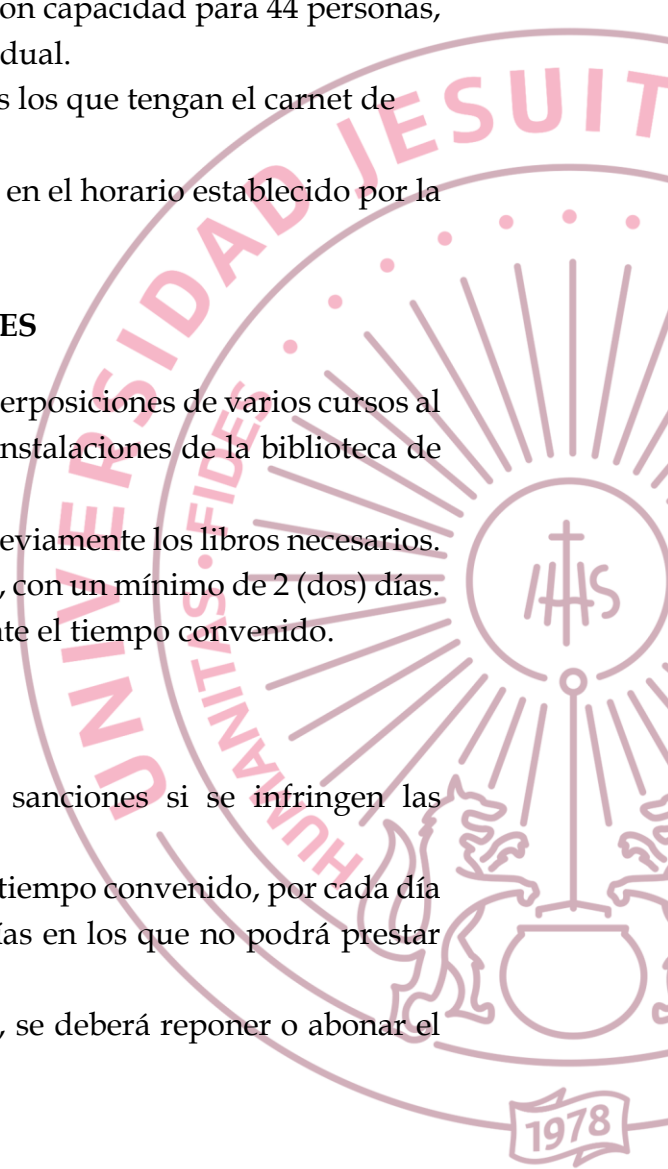 on capacidad para 44 personas,
dual.
s los que tengan el carnet de
en el horario establecido por la
ES
erposiciones de varios cursos al
nstalaciones de la biblioteca de
eviamente los libros necesarios.
, con un mínimo de 2 (dos) días.
te el tiempo convenido.
sanciones si se infringen las
tiempo convenido, por cada día
ías en los que no podrá prestar
, se deberá reponer o abonar el
UNIVERSIDAD JESUIT
HUMANITAS • FIDES
IHS
1978